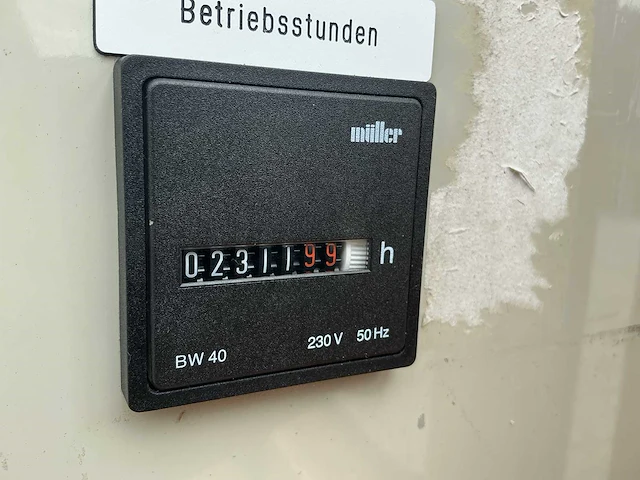 Betriebsstunden
müller
0231199 h
BW 40 230 V 50 Hz